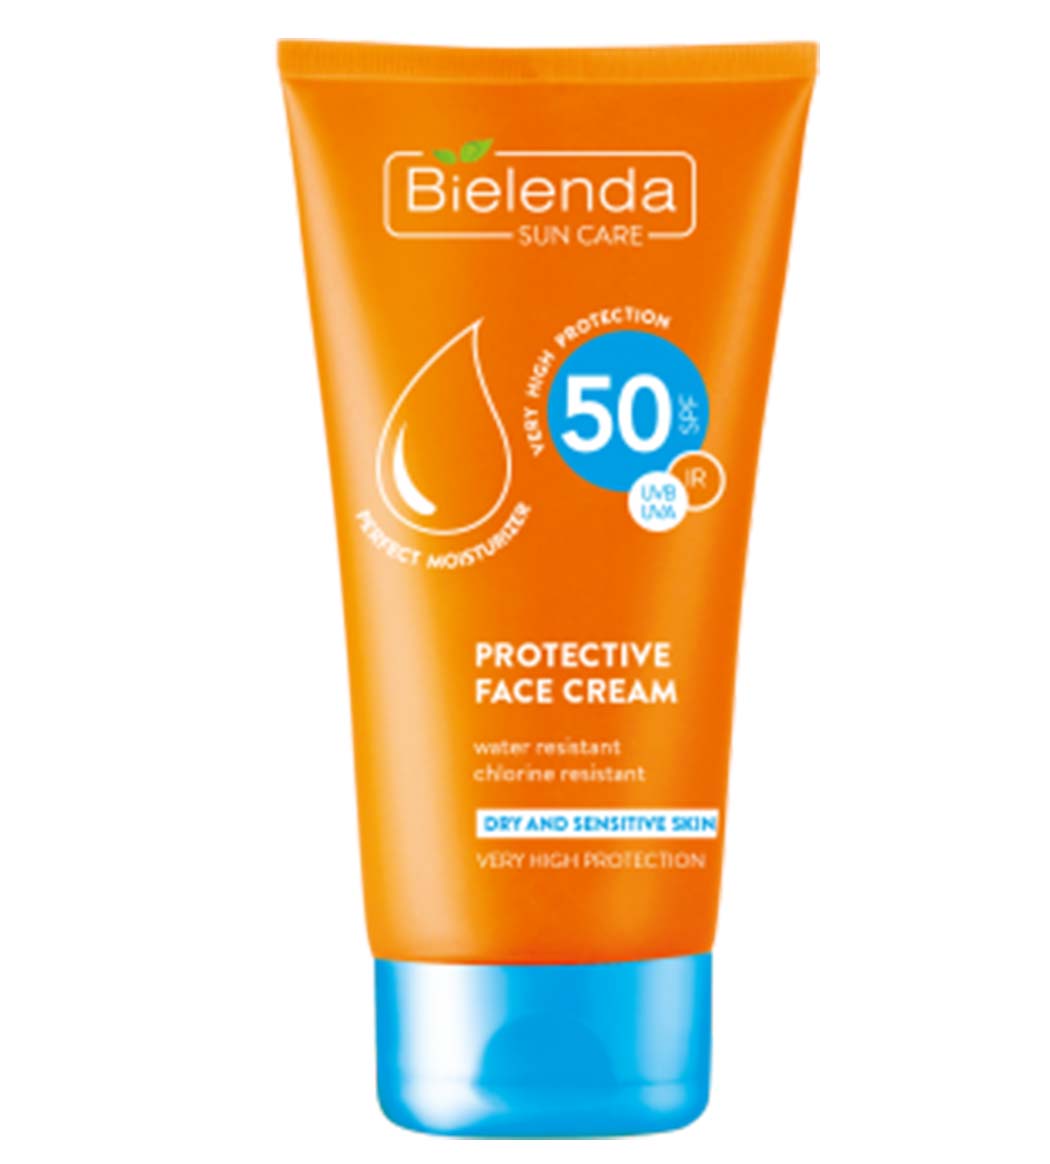 Bielenda
SUN CARE
VERY HIGH PROTECTION
50 SPF
IR
UVB
UVA
PERFECT MOISTURIZER
PROTECTIVE
FACE CREAM
water resistant
chlorine resistant
DRY AND SENSITIVE SKIN
VERY HIGH PROTECTION